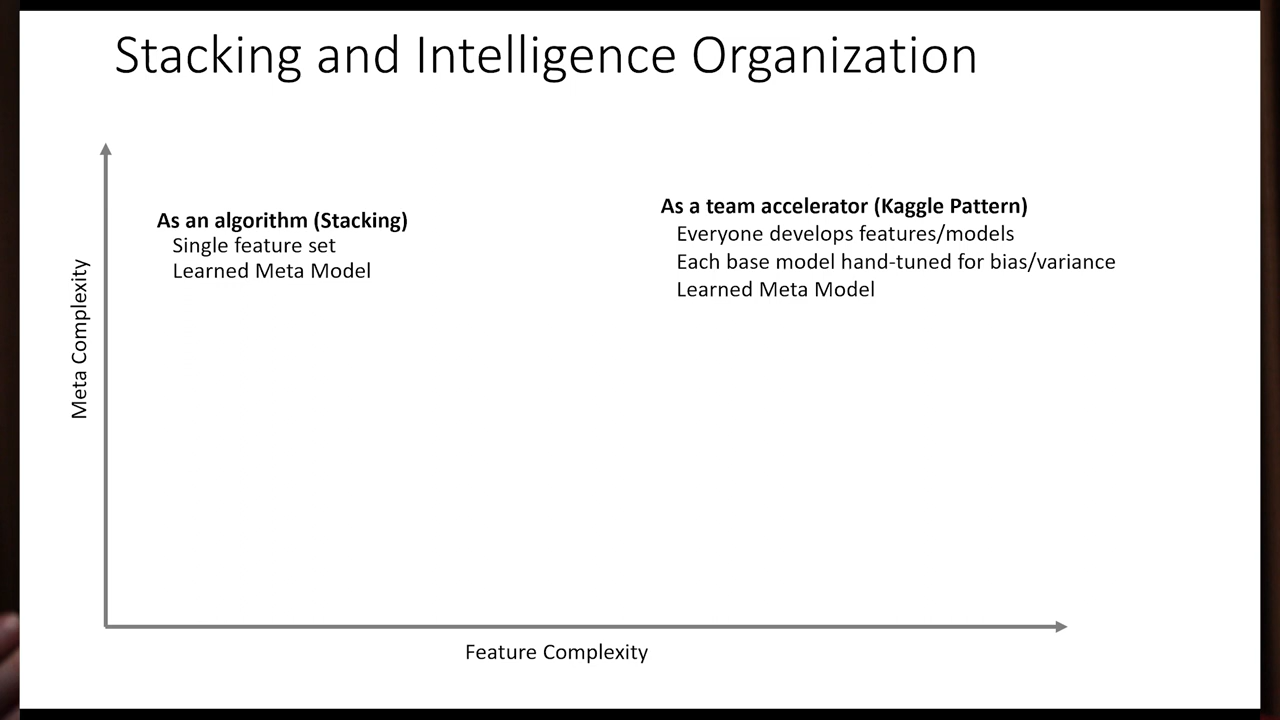 Stacking and Intelligence Organization
As an algorithm (Stacking)
Single feature set
Learned Meta Model
As a team accelerator (Kaggle Pattern)
Everyone develops features/models
Each base model hand-tuned for bias/variance
Learned Meta Model
Meta Complexity
Feature Complexity